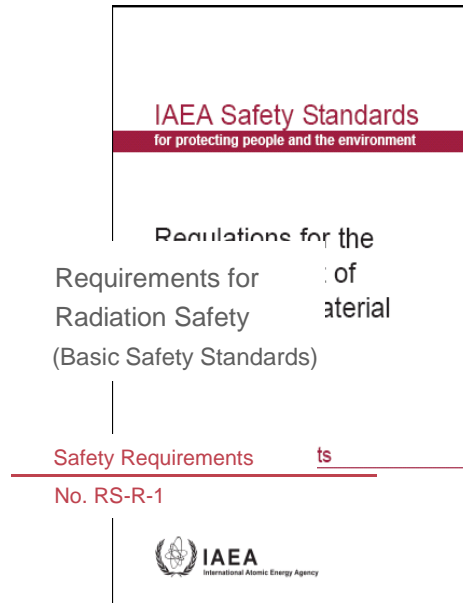 IAEA Safety Standards
for protecting people and the environment
Regulations for the
Requirements for
of
Radiation Safety
aterial
(Basic Safety Standards)
Safety Requirements
ts
No. RS-R-1
IAEA
International Atomic Energy Agency